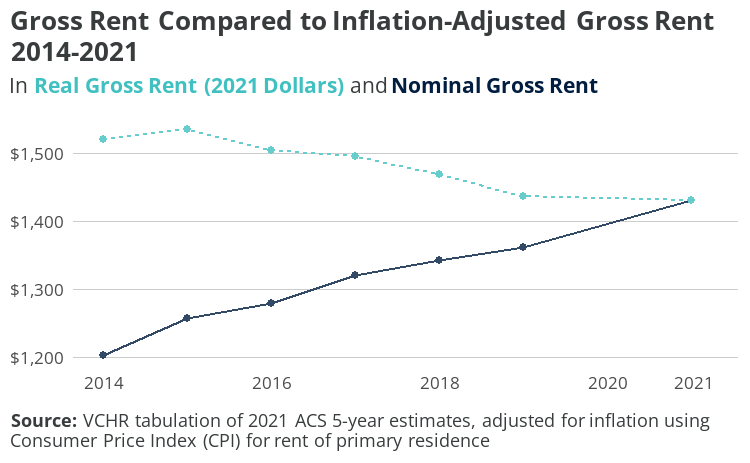 Gross Rent Compared to Inflation-Adjusted Gross Rent
2014-2021
In Real Gross Rent (2021 Dollars) and Nominal Gross Rent
$1,500
$1,400
$1,300
$1,200
2014 2016 2018 2020 2021
Source: VCHR tabulation of 2021 ACS 5-year estimates, adjusted for inflation using
Consumer Price Index (CPI) for rent of primary residence